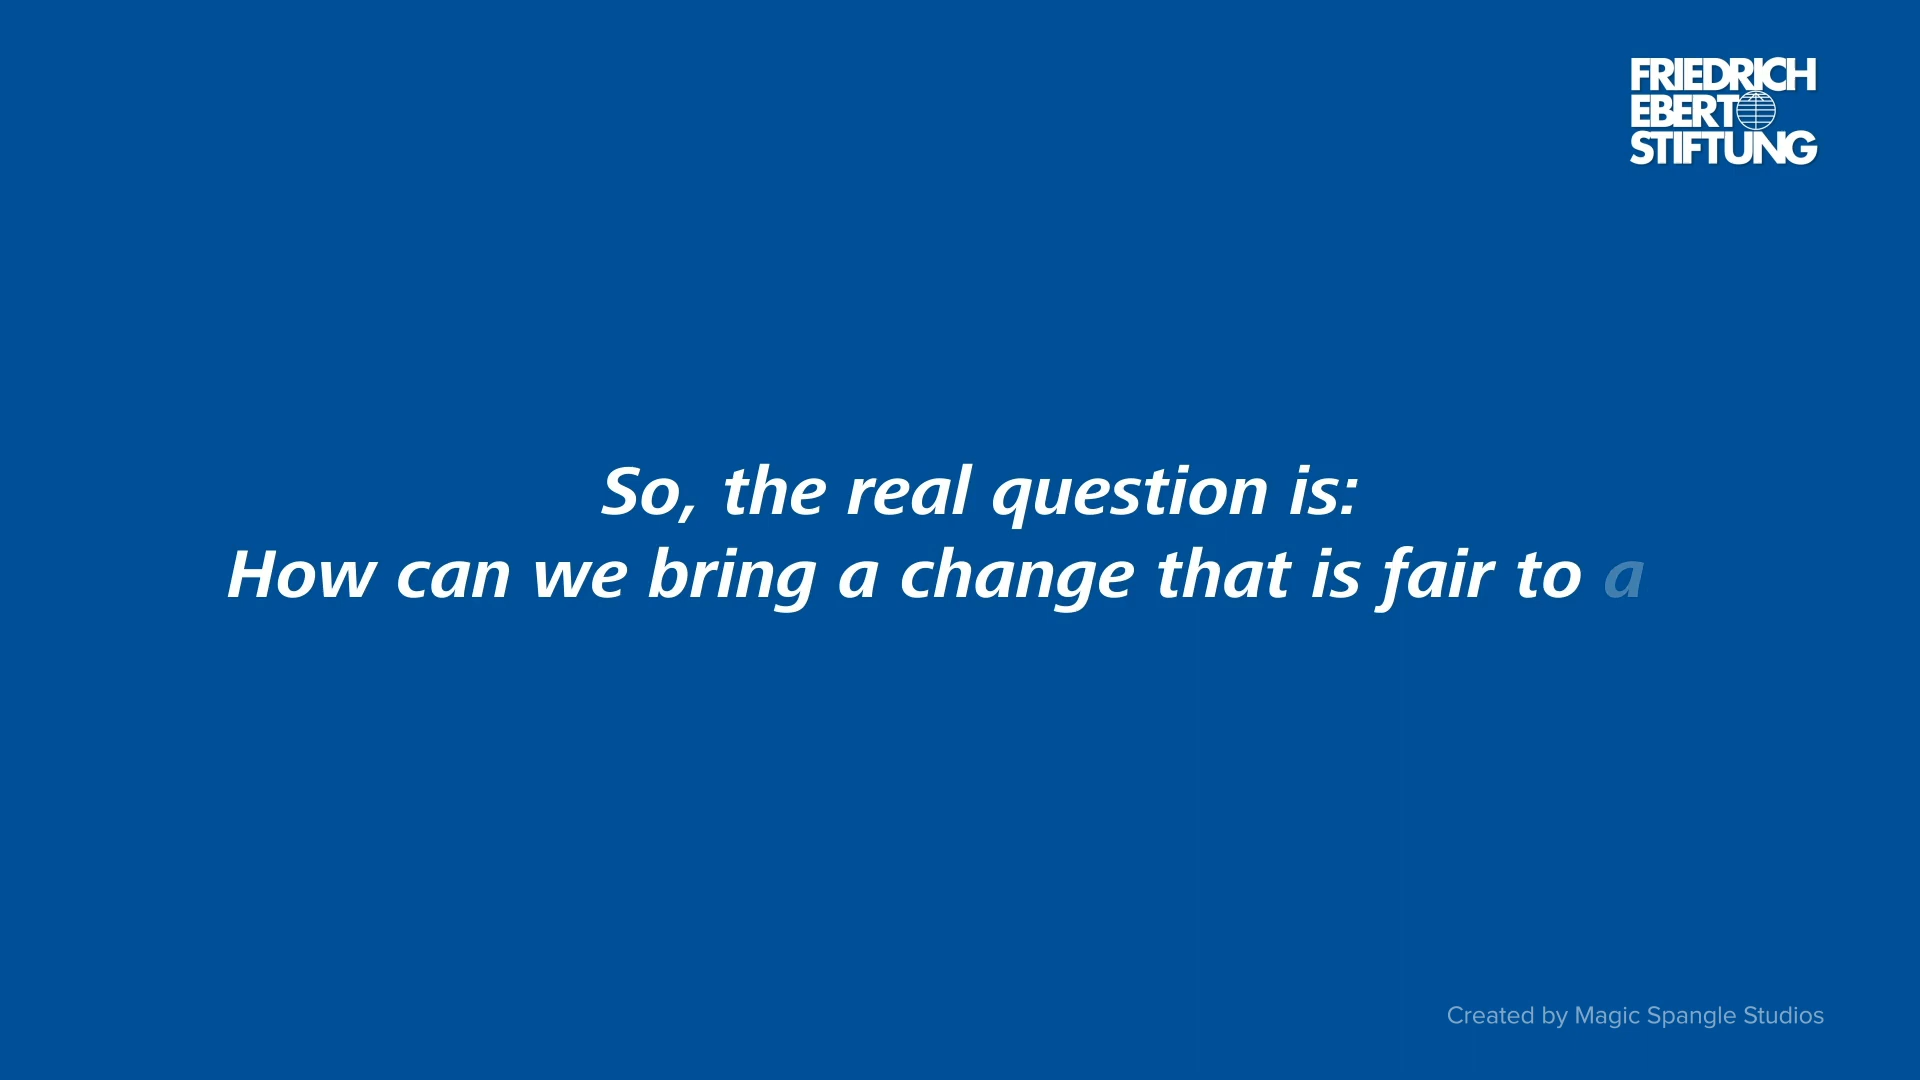 FRIEDRICH
EBERT
STIFTUNG
So, the real question is:
How can we bring a change that is fair to a
Created by Magic Spangle Studios